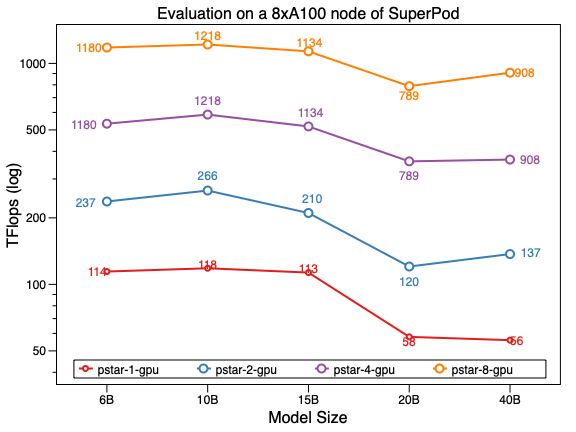 Evaluation on a 8xA100 node of SuperPod
TFlops (log)
1000
500
200
100
50
1180 1218 1134 789 908
1180 1218 1134 789 908
237 266 210 120 137
114 118 113 58 56
pstar-1-gpu pstar-2-gpu pstar-4-gpu pstar-8-gpu
6B 10B 15B 20B 40B
Model Size